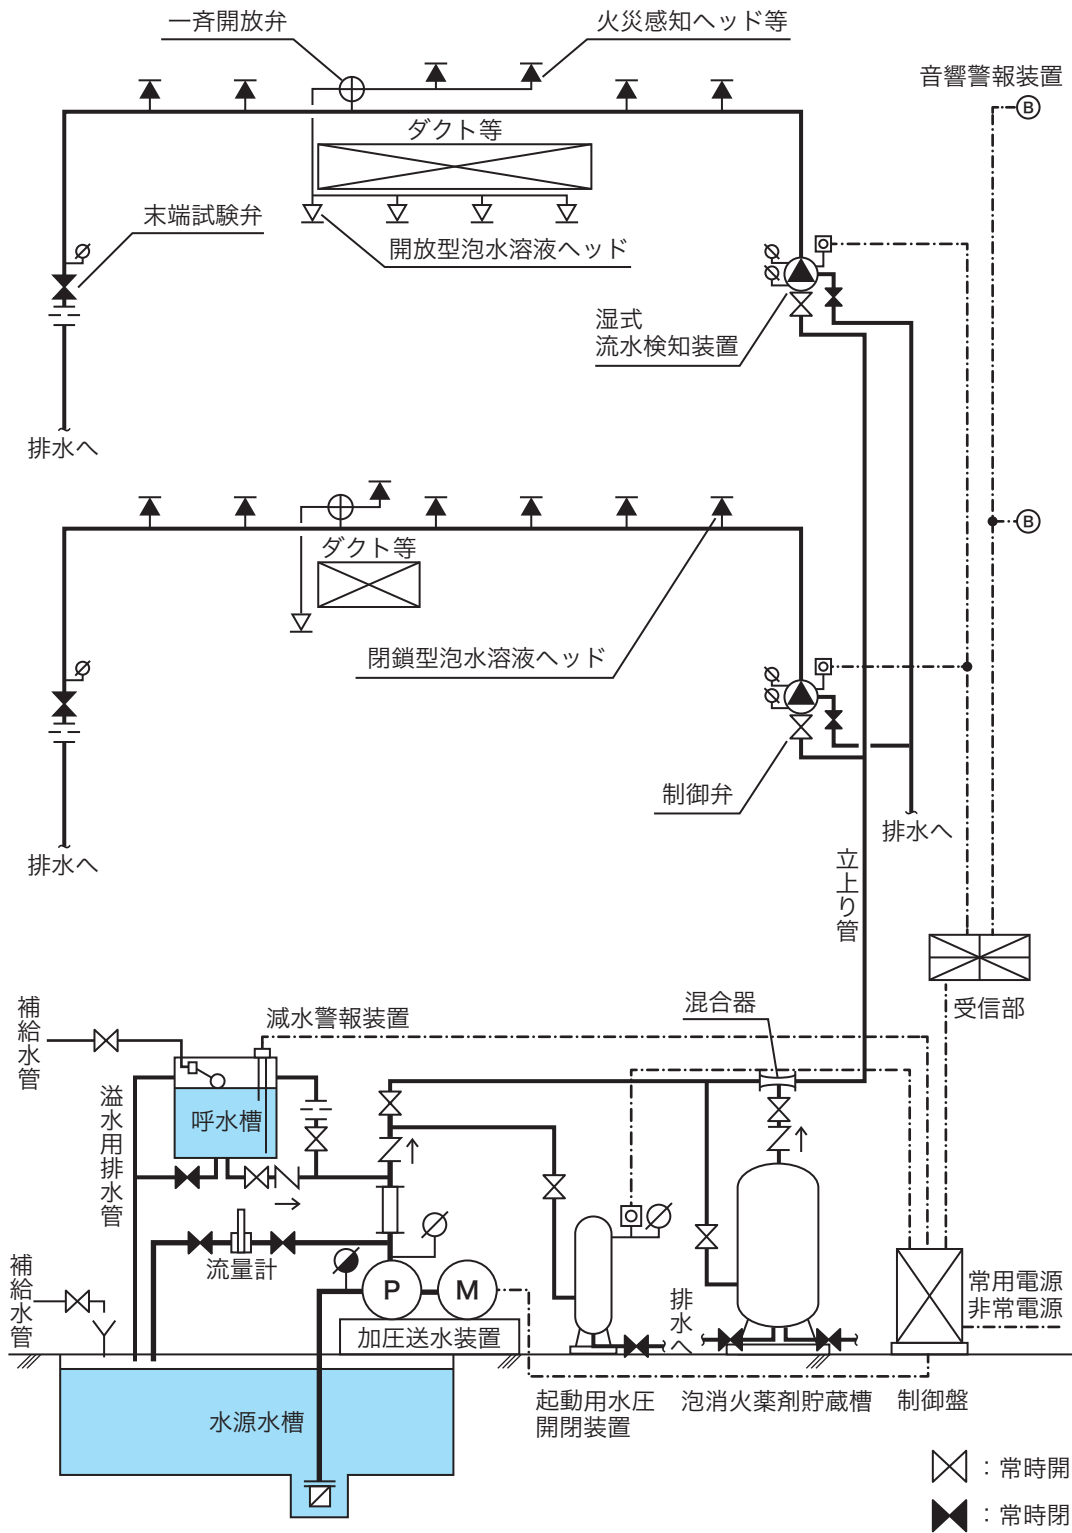 一斉開放弁
火災感知ヘッド等
音響警報装置
B
ダクト等
末端試験弁
開放型泡水溶液ヘッド
湿式
流水検知装置
排水へ
B
ダクト等
閉鎖型泡水溶液ヘッド
制御弁
排水へ
排水へ
立上り管
受信部
混合器
補給水管
減水警報装置
溢水用排水管
呼水槽
流量計
補給水管
P
M
加圧送水装置
排水へ
常用電源
非常電源
水源水槽
起動用水圧
開閉装置
泡消火薬剤貯蔵槽
制御盤
：常時開
：常時閉